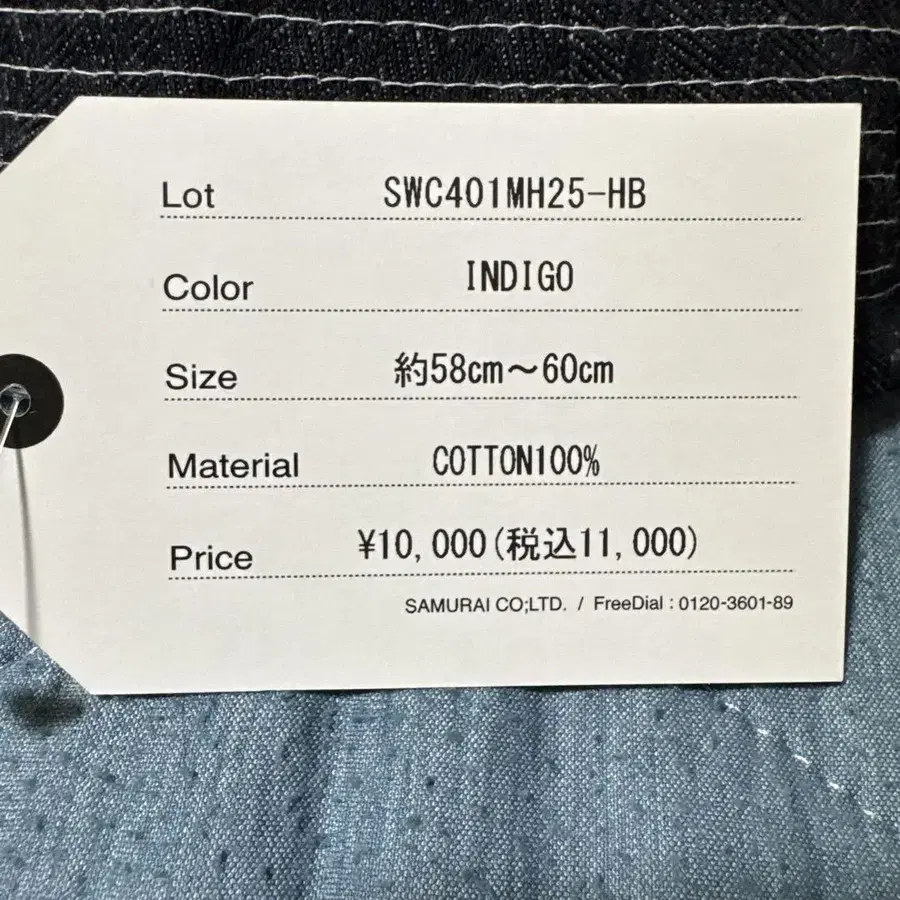 Lot SWC401MH25-HB
Color INDIGO
Size 約58cm～60cm
Material COTTON100%
Price ¥10,000(税込11,000)
SAMURAI CO;LTD. / FreeDial : 0120-3601-89